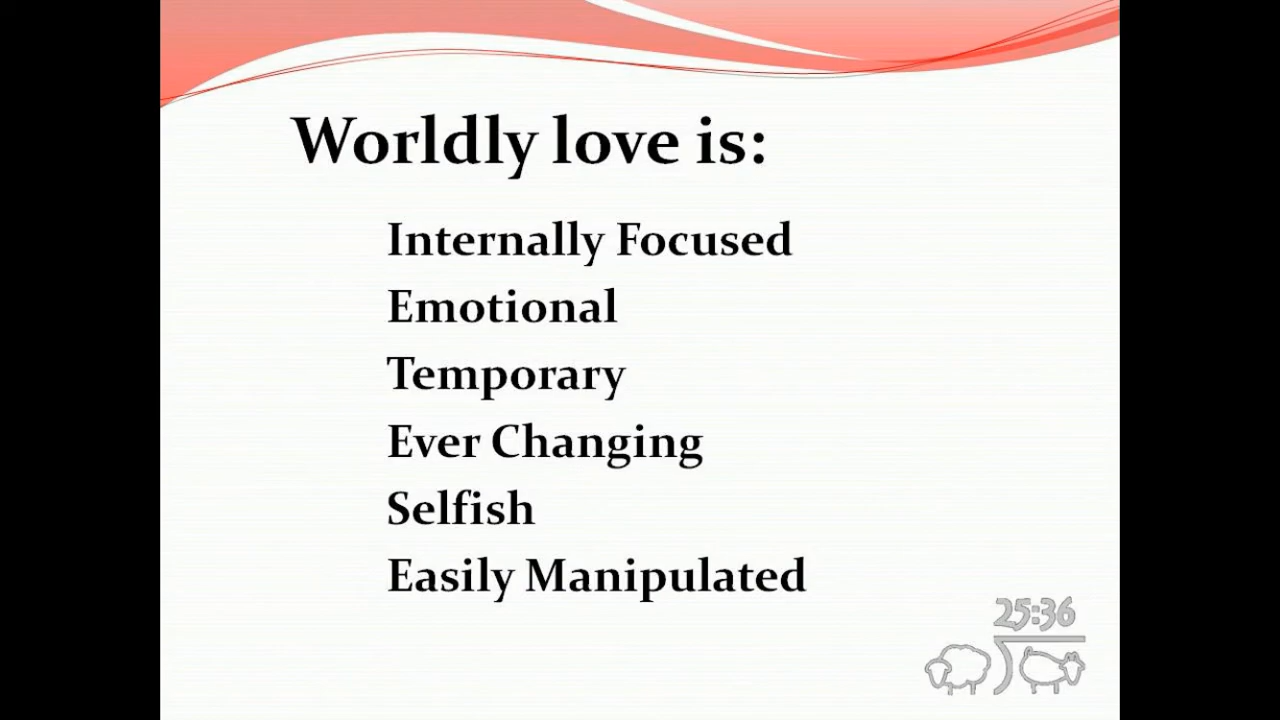 Worldly love is:
Internally Focused
Emotional
Temporary
Ever Changing
Selfish
Easily Manipulated
25:36